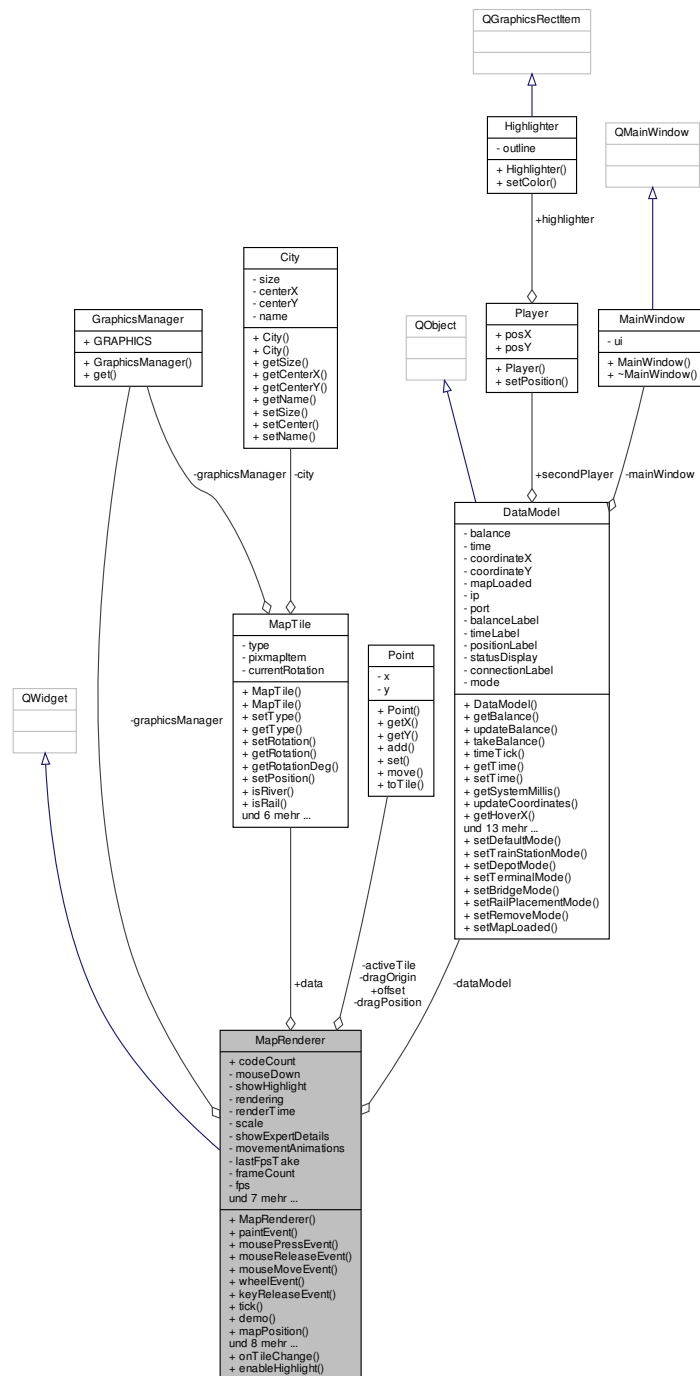 QGraphicsRectItem
Highlighter
- outline
+ Highlighter()
+ setColor()
QMainWindow
+highlighter
City
- size
- centerX
- centerY
- name
+ City()
+ City()
+ getSize()
+ getCenterX()
+ getCenterY()
+ getName()
+ setSize()
+ setCenter()
+ setName()
GraphicsManager
+ GRAPHICS
+ GraphicsManager()
+ get()
QObject
Player
+ posX
+ posY
+ Player()
+ setPosition()
MainWindow
- ui
+ MainWindow()
+ ~MainWindow()
-graphicsManager
-city
+secondPlayer
-mainWindow
DataModel
- balance
- time
- coordinateX
- coordinateY
- mapLoaded
- ip
- port
- balanceLabel
- timeLabel
- positionLabel
- statusDisplay
- connectionLabel
- mode
+ DataModel()
+ getBalance()
+ updateBalance()
+ takeBalance()
+ timeTick()
+ getTime()
+ setTime()
+ getSystemMillis()
+ updateCoordinates()
+ getHoverX()
und 13 mehr ...
+ setDefaultMode()
+ setTrainStationMode()
+ setDepotMode()
+ setTerminalMode()
+ setBridgeMode()
+ setRailPlacementMode()
+ setRemoveMode()
+ setMapLoaded()
MapTile
- type
- pixmapItem
- currentRotation
+ MapTile()
+ MapTile()
+ setType()
+ getType()
+ setRotation()
+ getRotation()
+ getRotationDeg()
+ setPosition()
+ isRiver()
+ isRail()
und 6 mehr ...
Point
- x
- y
+ Point()
+ getX()
+ getY()
+ add()
+ set()
+ move()
+ toTile()
QWidget
-graphicsManager
+data
-activeTile
-dragOrigin
+offset
-dragPosition
-dataModel
MapRenderer
+ codeCount
- mouseDown
- showHighlight
- rendering
- renderTime
- scale
- showExpertDetails
- movementAnimations
- lastFpsTake
- frameCount
- fps
und 7 mehr ...
+ MapRenderer()
+ paintEvent()
+ mousePressEvent()
+ mouseReleaseEvent()
+ mouseMoveEvent()
+ wheelEvent()
+ keyReleaseEvent()
+ tick()
+ demo()
+ mapPosition()
und 8 mehr ...
+ onTileChange()
+ enableHighlight()